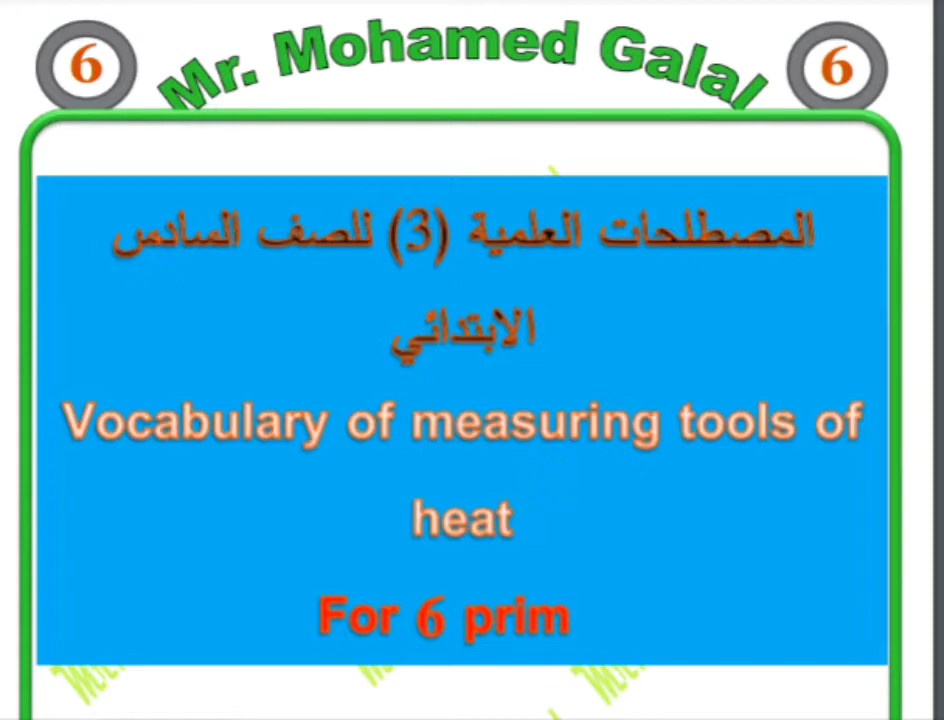 6 Mr. Mohamed Galal 6
المصطلحات العلمية (3) للصف السادس
الابتدائي
Vocabulary of measuring tools of
heat
For 6 prim